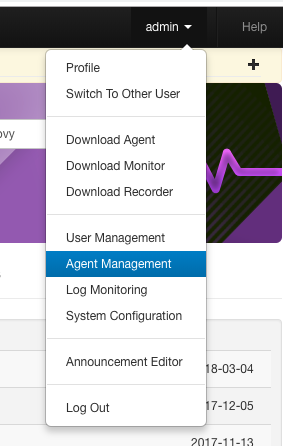 admin Help
Profile
Switch To Other User
ovy
Download Agent
Download Monitor
Download Recorder
User Management
Agent Management
Log Monitoring
System Configuration
Announcement Editor
18-03-04
Log Out
17-12-05
2017-11-13